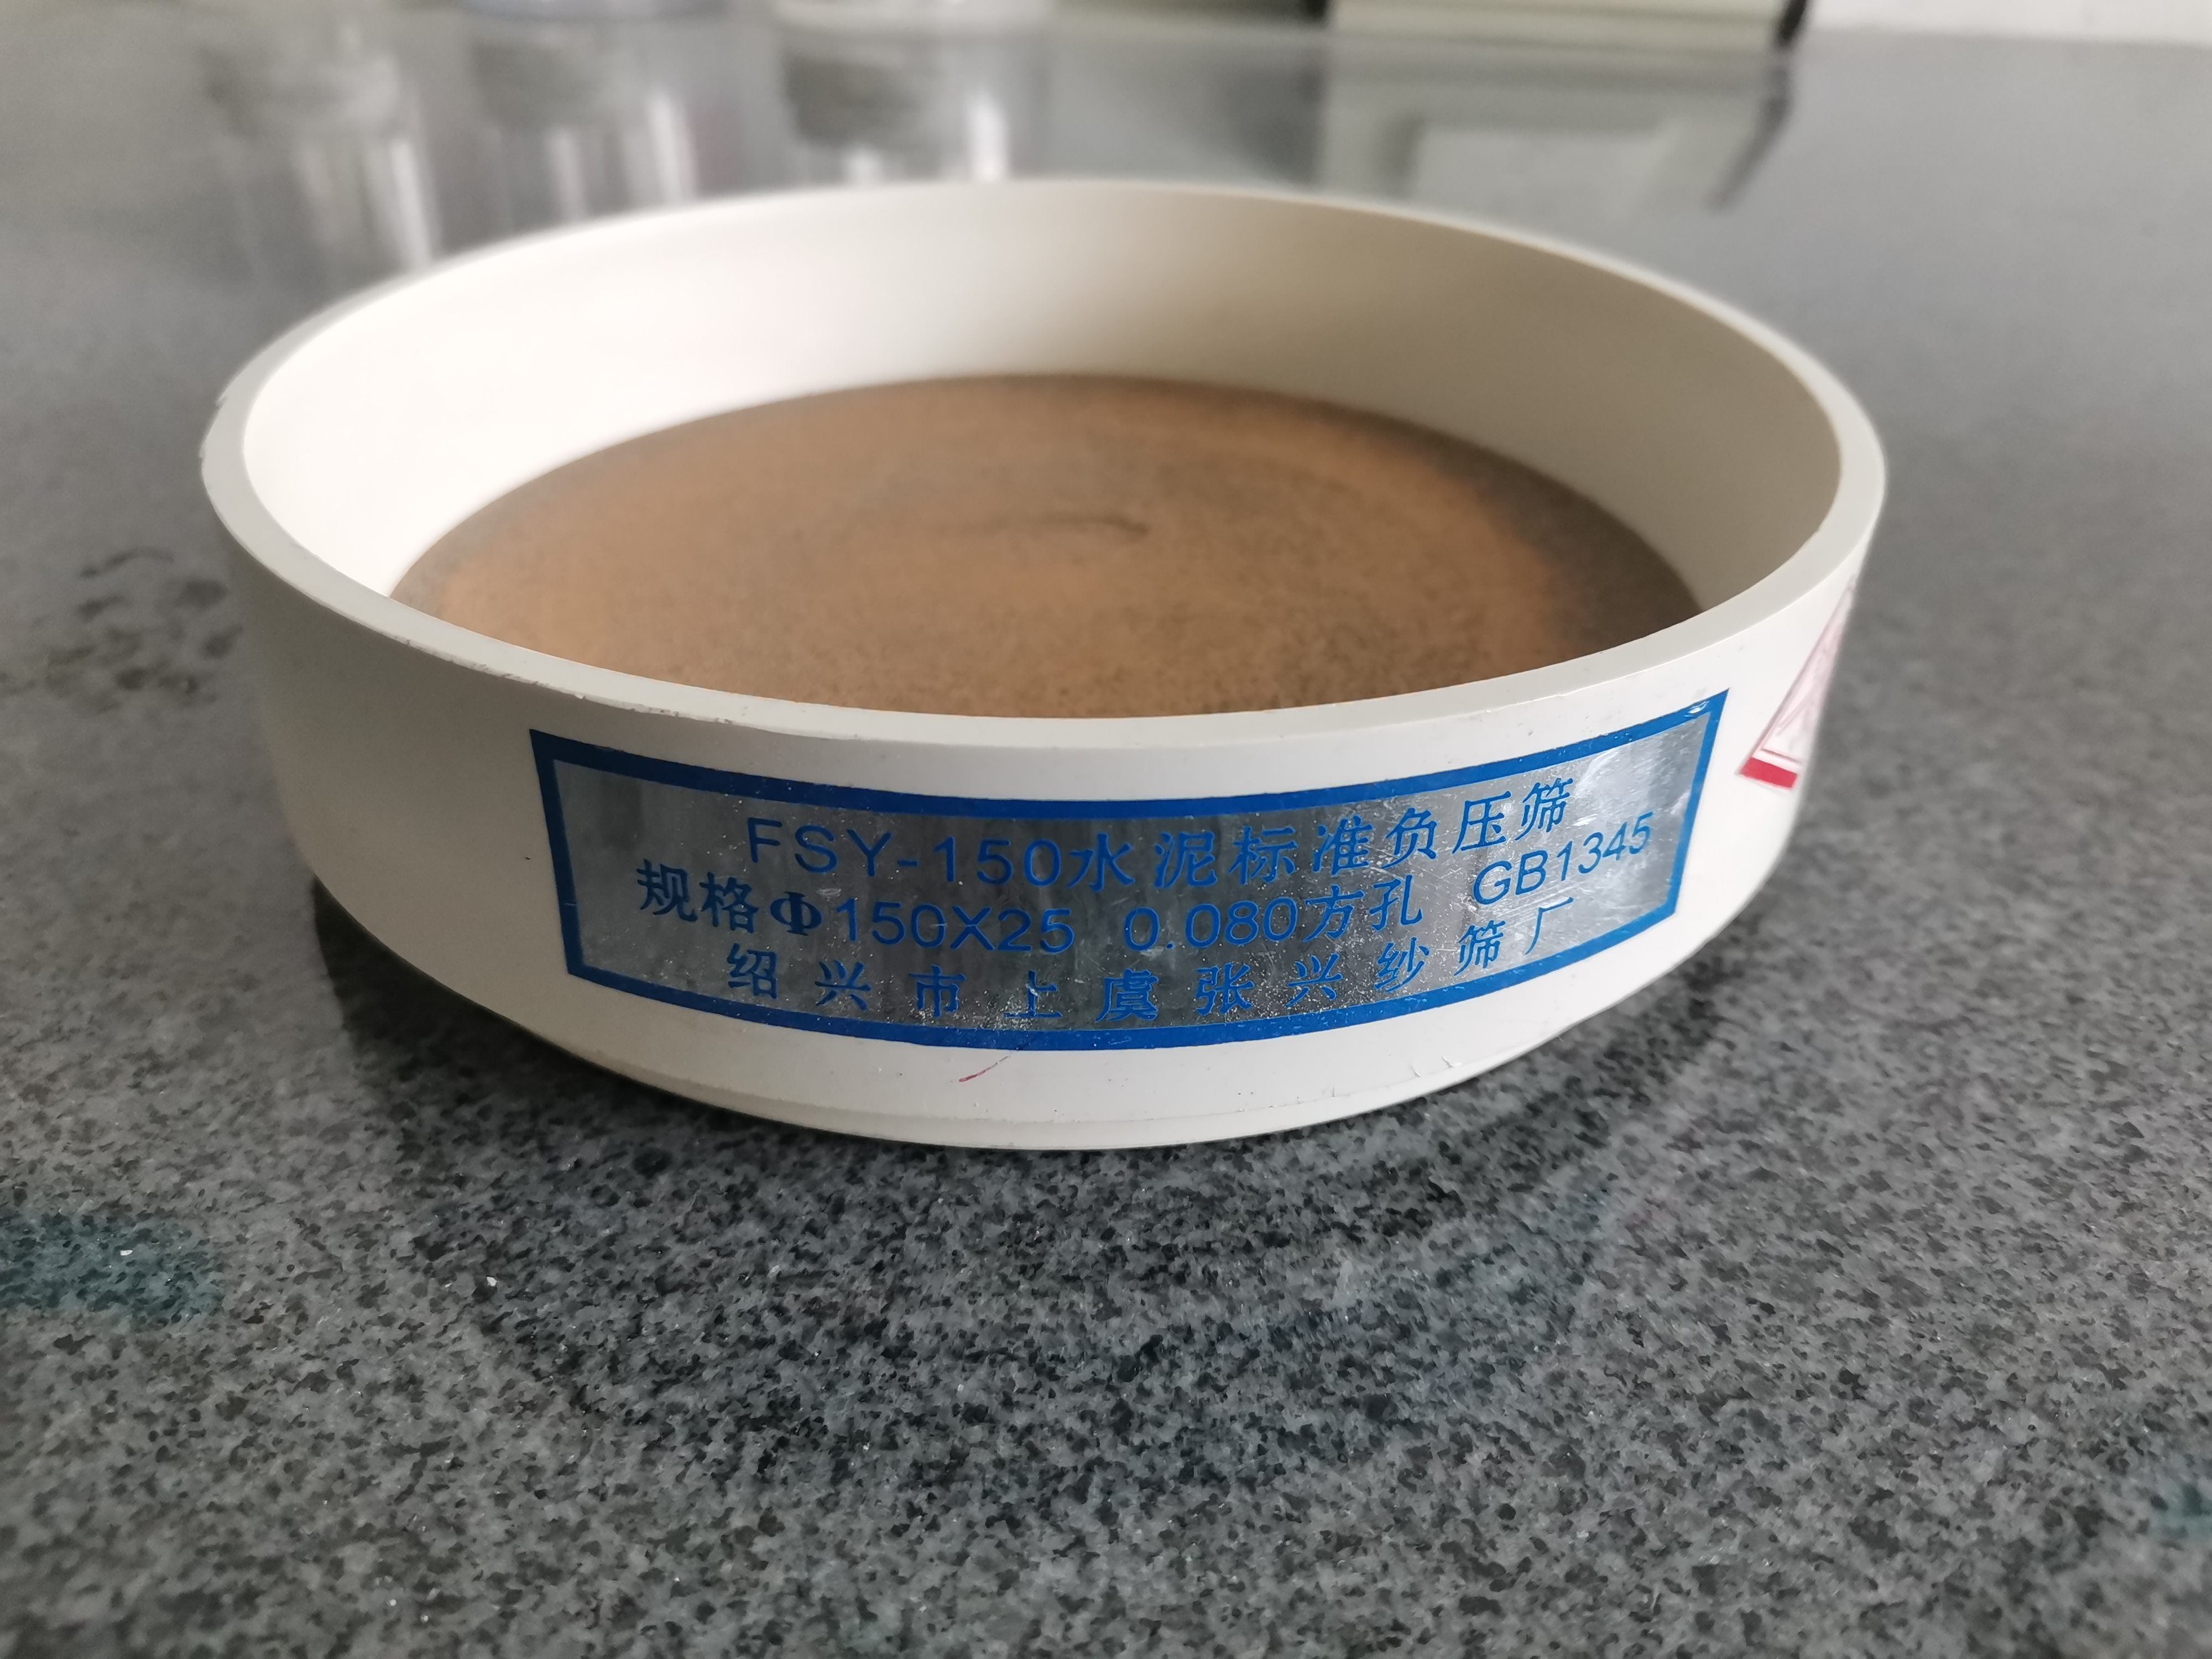 FSY-150水泥标准负压筛
规格Φ150X25 0.080方孔 GB1345
绍兴市上虞张兴纱筛厂